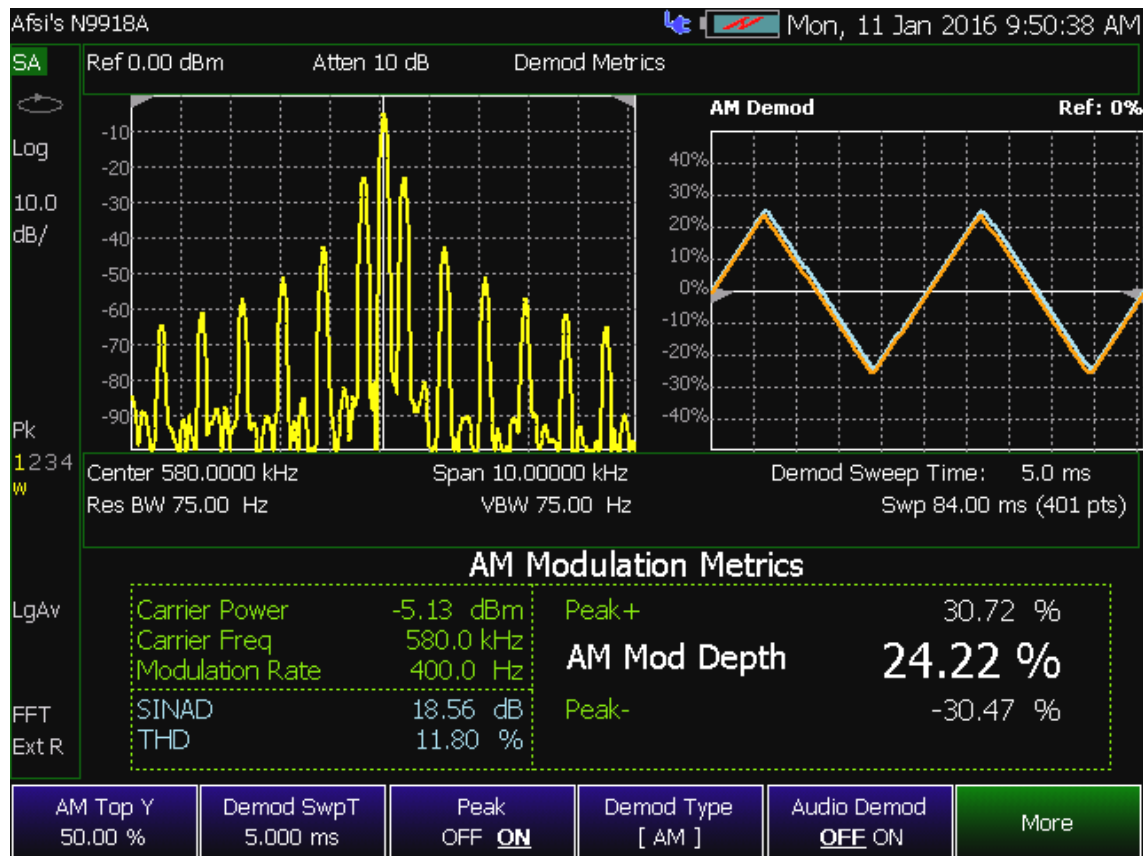 Afsi's N9918A Mon, 11 Jan 2016 9:50:38 AM
SA
Ref 0.00 dBm Atten 10 dB Demod Metrics
Log
10.0
dB/
Pk
1234
W
LgAv
FFT
Ext R
-10
-20
-30
-40
-50
-60
-70
-80
-90
AM Demod Ref: 0%
40%
30%
20%
10%
0%
-10%
-20%
-30%
-40%
Center 580.0000 kHz Span 10.00000 kHz Demod Sweep Time: 5.0 ms
Res BW 75.00 Hz VBW 75.00 Hz Swp 84.00 ms (401 pts)
AM Modulation Metrics
Carrier Power -5.13 dBm
Carrier Freq 580.0 kHz
Modulation Rate 400.0 Hz
SINAD 18.56 dB
THD 11.80 %
Peak+ 30.72 %
AM Mod Depth 24.22 %
Peak- -30.47 %
AM Top Y
50.00 %
Demod SwpT
5.000 ms
Peak
OFF ON
Demod Type
[ AM ]
Audio Demod
OFF ON
More